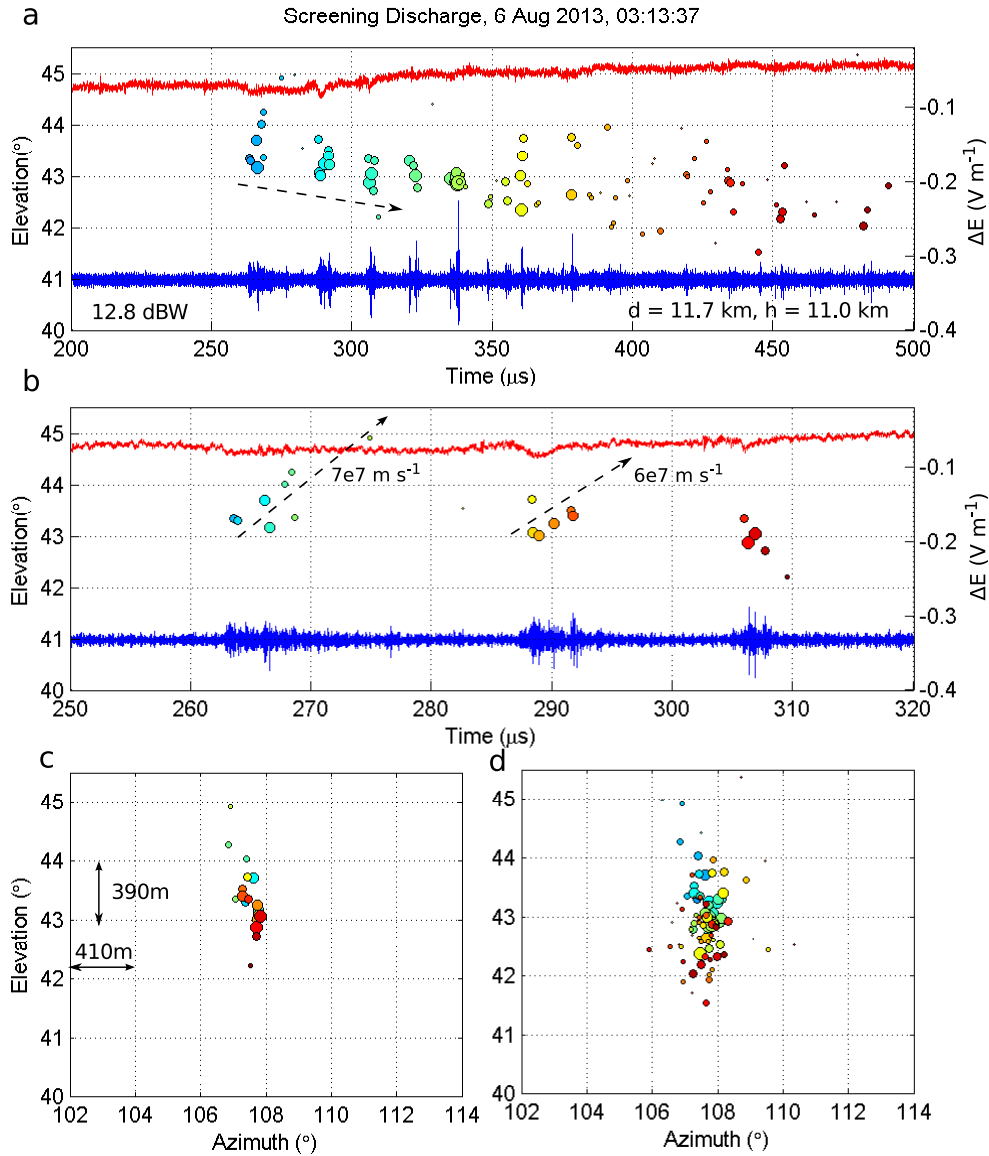 Screening Discharge, 6 Aug 2013, 03:13:37
a
45
44
43
42
41
40
Elevation(°)
-0.1
-0.2
-0.3
-0.4
ΔE (V m⁻¹)
12.8 dBW
d = 11.7 km, h = 11.0 km
200 250 300 350 400 450 500
Time (μs)
b
45
44
43
42
41
40
Elevation(°)
7e7 m s⁻¹
6e7 m s⁻¹
-0.1
-0.2
-0.3
-0.4
ΔE (V m⁻¹)
250 260 270 280 290 300 310 320
Time (μs)
c
45
44
43
42
41
40
Elevation (°)
390m
410m
102 104 106 108 110 112 114
Azimuth (°)
d
45
44
43
42
41
40
102 104 106 108 110 112 114
Azimuth (°)